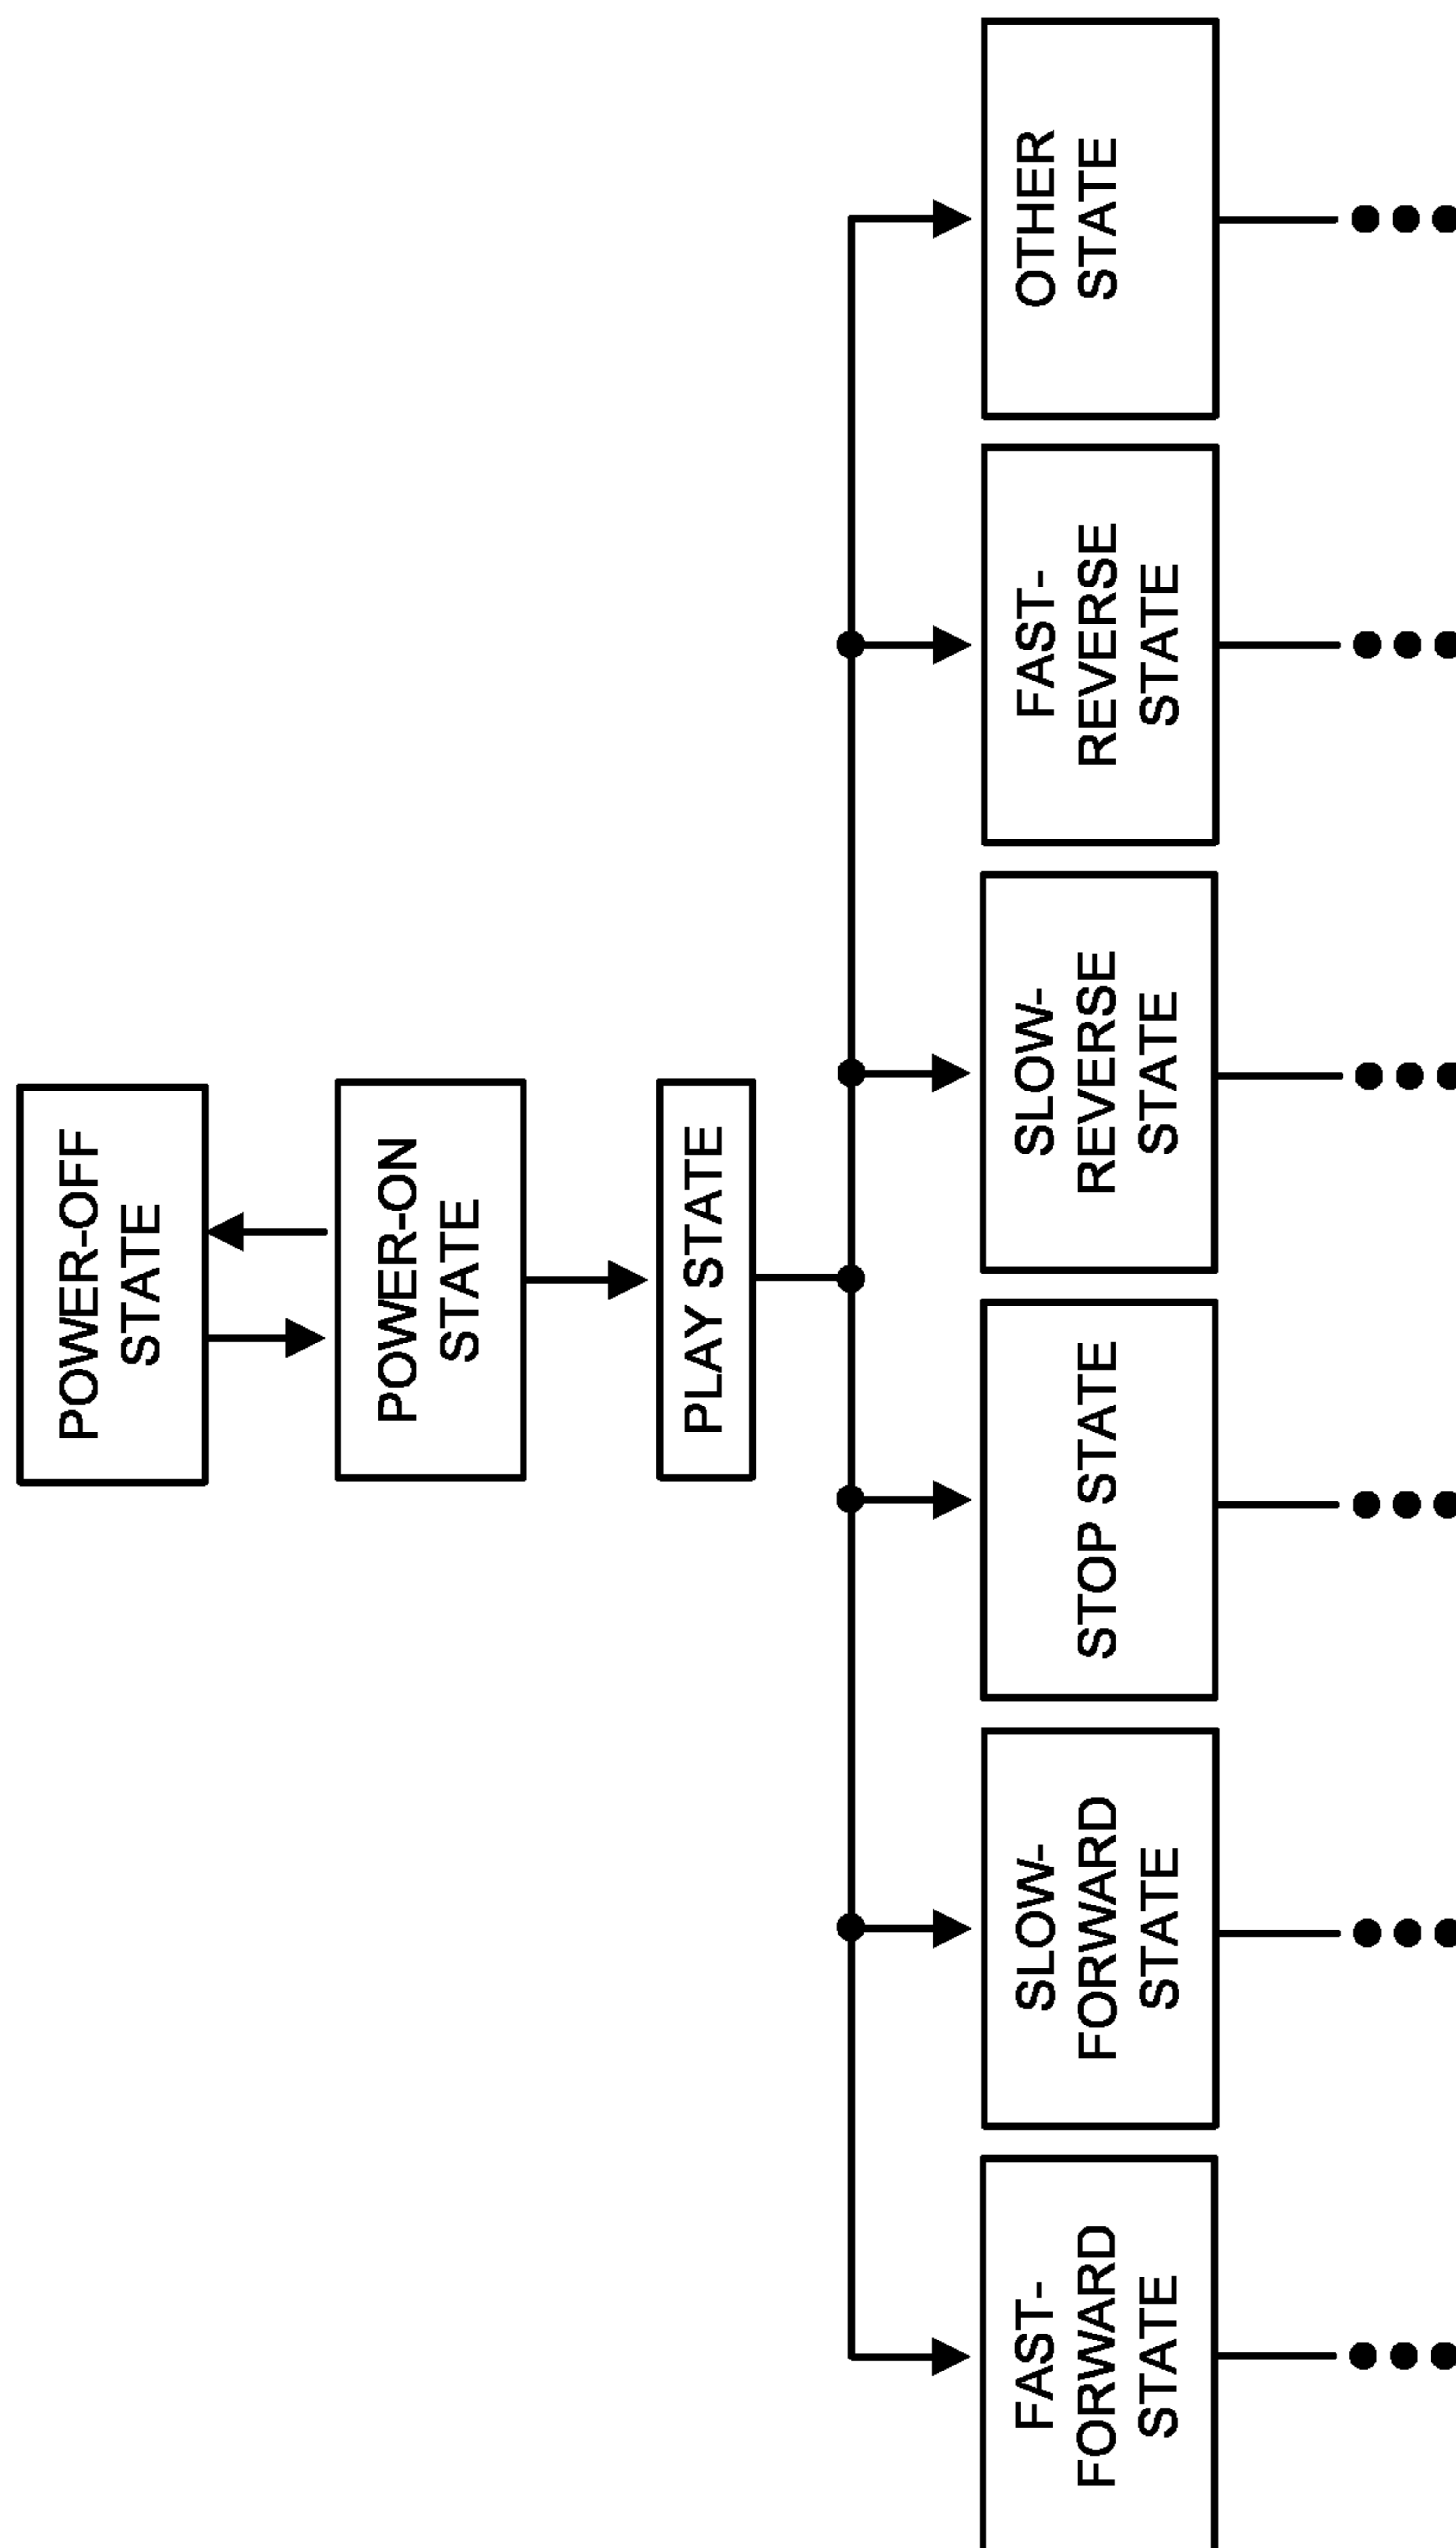 POWER-OFF
STATE
POWER-ON
STATE
PLAY STATE
FAST-
FORWARD
STATE
SLOW-
FORWARD
STATE
STOP STATE
SLOW-
REVERSE
STATE
FAST-
REVERSE
STATE
OTHER
STATE